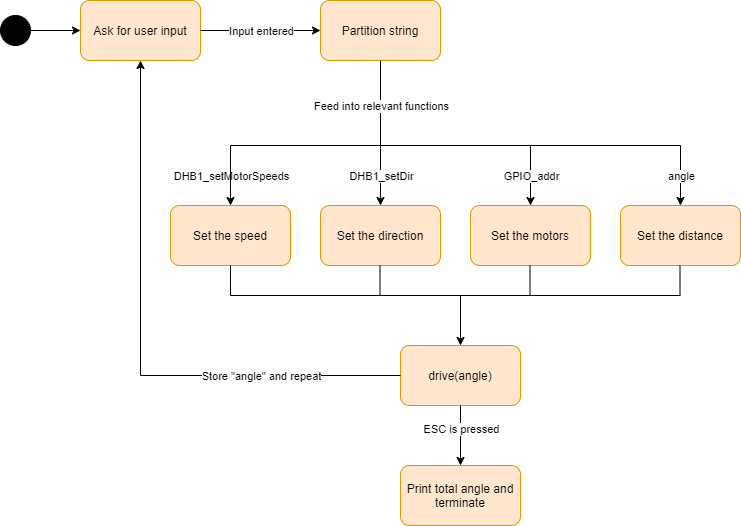 Ask for user input
Input entered
Partition string
Feed into relevant functions
DHB1_setMotorSpeeds
DHB1_setDir
GPIO_addr
angle
Set the speed
Set the direction
Set the motors
Set the distance
Store "angle" and repeat
drive(angle)
ESC is pressed
Print total angle and
terminate